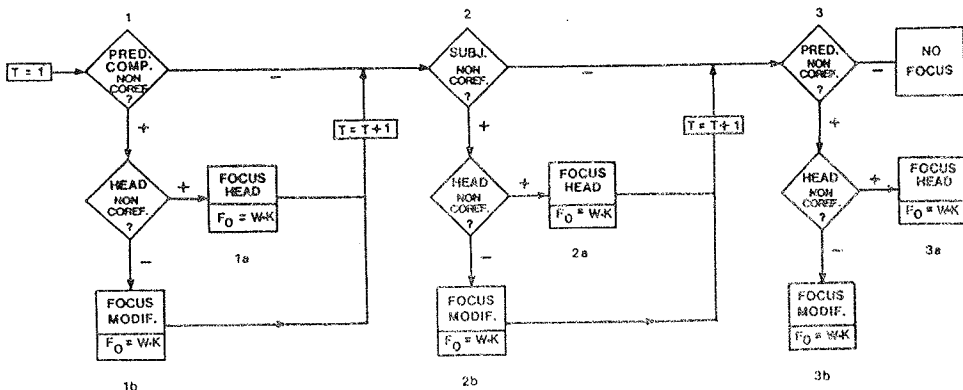 1
2
3
T = 1
PRED.
COMP.
NON
COREF
?
−
SUBJ.
NON
COREF.
?
−
PRED.
NON
COREF.
?
−
NO
FOCUS
+
T = T + 1
+
T = T + 1
+
HEAD
NON
COREF.
?
+
FOCUS
HEAD
F0 = W-K
HEAD
NON
COREF.
?
+
FOCUS
HEAD
F0 = W-K
HEAD
NON
COREF.
?
+
FOCUS
HEAD
F0 = W-K
1a
2a
3a
−
−
−
FOCUS
MODIF.
F0 = W-K
FOCUS
MODIF.
F0 = W-K
FOCUS
MODIF.
F0 = W-K
1b
2b
3b